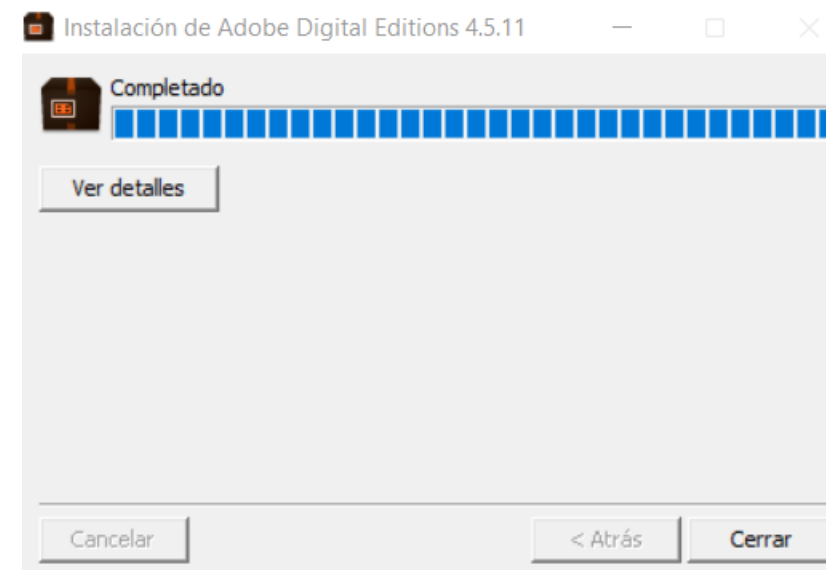 Instalación de Adobe Digital Editions 4.5.11
Completado
Ver detalles
Cancelar
< Atrás
Cerrar